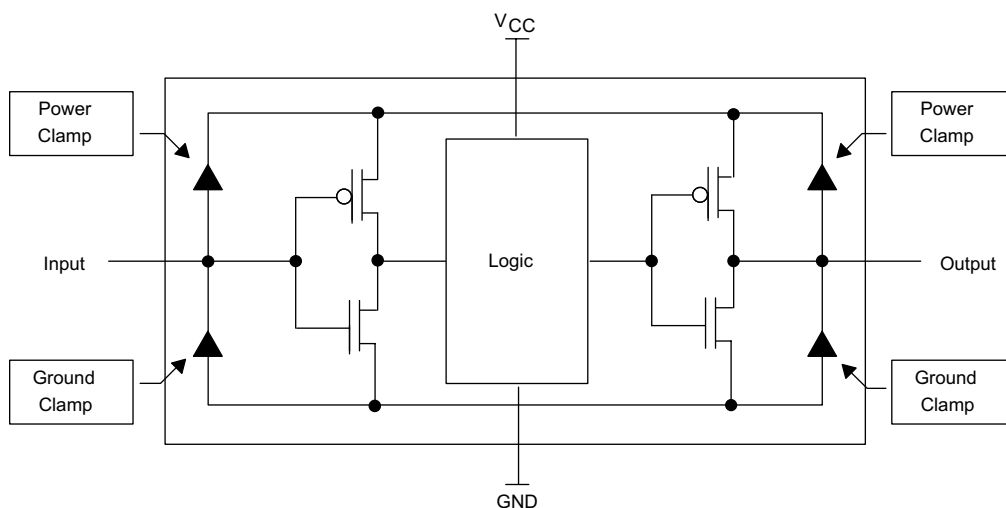 VCC
Power
Clamp
Power
Clamp
Input
Logic
Output
Ground
Clamp
Ground
Clamp
GND